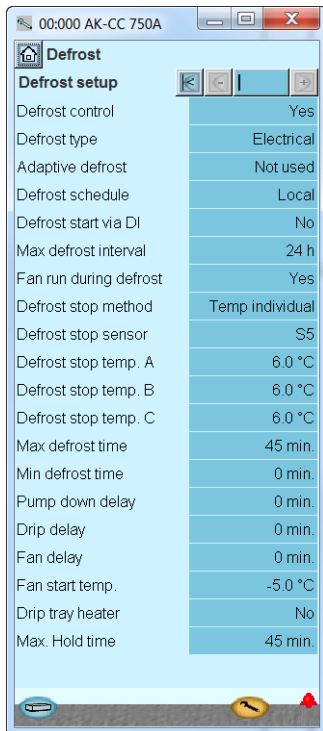 00:000 AK-CC 750A
Defrost
Defrost setup
Defrost control Yes
Defrost type Electrical
Adaptive defrost Not used
Defrost schedule Local
Defrost start via DI No
Max defrost interval 24 h
Fan run during defrost Yes
Defrost stop method Temp individual
Defrost stop sensor S5
Defrost stop temp. A 6.0 °C
Defrost stop temp. B 6.0 °C
Defrost stop temp. C 6.0 °C
Max defrost time 45 min.
Min defrost time 0 min.
Pump down delay 0 min.
Drip delay 0 min.
Fan delay 0 min.
Fan start temp. -5.0 °C
Drip tray heater No
Max. Hold time 45 min.